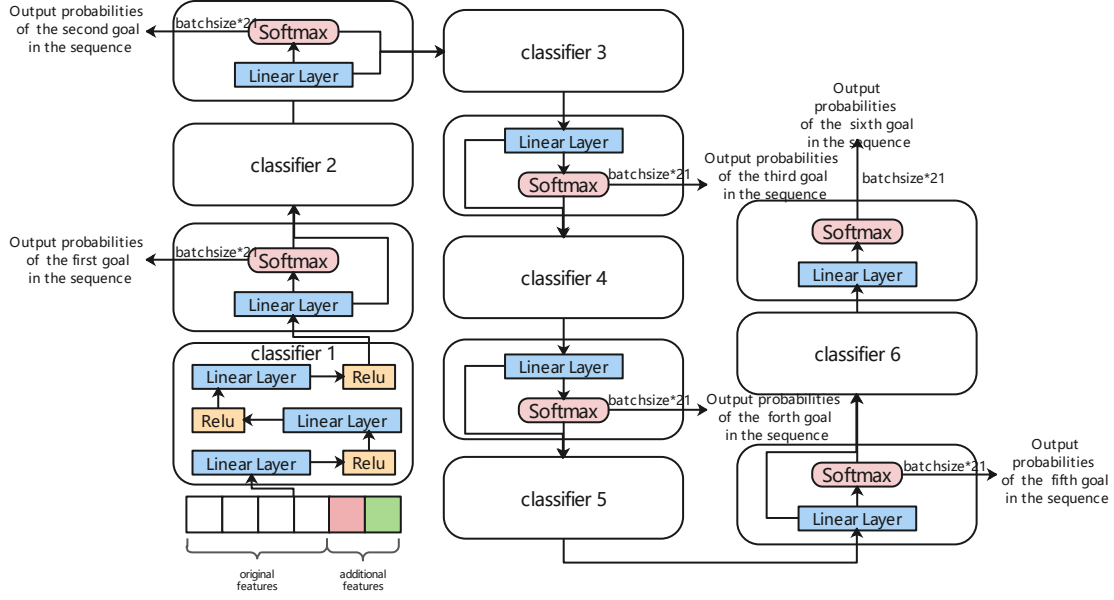 Output probabilities
of the second goal
in the sequence
batchsize*21
Softmax
Linear Layer
classifier 2
Output probabilities
of the first goal
in the sequence
batchsize*21
Softmax
Linear Layer
classifier 1
Linear Layer
Relu
Relu
Linear Layer
Linear Layer
Relu
original
features
additional
features
classifier 3
Linear Layer
Softmax
batchsize*21
Output probabilities
of the third goal
in the sequence
classifier 4
Linear Layer
Softmax
batchsize*21
Output probabilities
of the forth goal
in the sequence
classifier 5
Output
probabilities
of the sixth goal
in the sequence
batchsize*21
Softmax
Linear Layer
classifier 6
Softmax
batchsize*21
Linear Layer
Output
probabilities
of the fifth goal
in the sequence